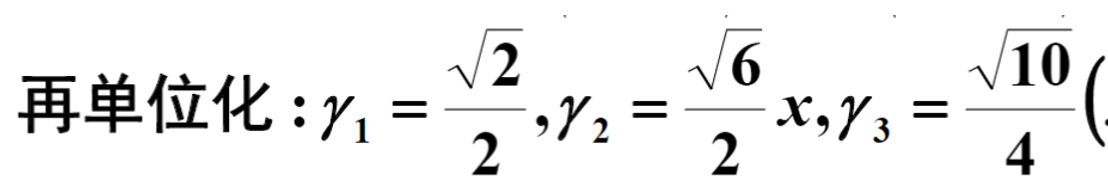 再单位化:γ₁ = √2/2, γ₂ = √6/2 x, γ₃ = √10/4 (